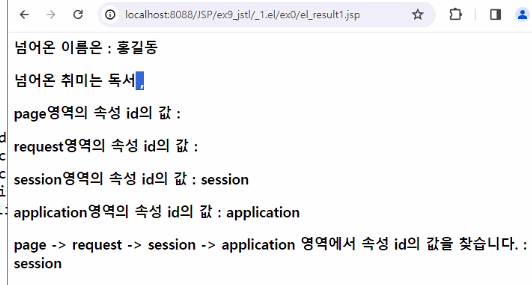 localhost:8088/JSP/ex9_jstl/_1.el/ex0/el_result1.jsp
넘어온 이름은 : 홍길동
넘어온 취미는 독서 ,
page영역의 속성 id의 값 :
request영역의 속성 id의 값 :
session영역의 속성 id의 값 : session
application영역의 속성 id의 값 : application
page -> request -> session -> application 영역에서 속성 id의 값을 찾습니다. :
session